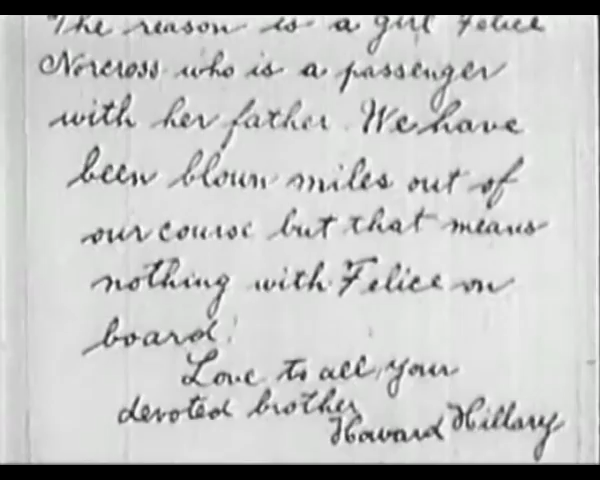 The reason is a girl Felice
Norcross who is a passenger
with her father. We have
been blown miles out of
our course but that means
nothing with Felice on
board!
Love to all, your
devoted brother
Howard Hillary